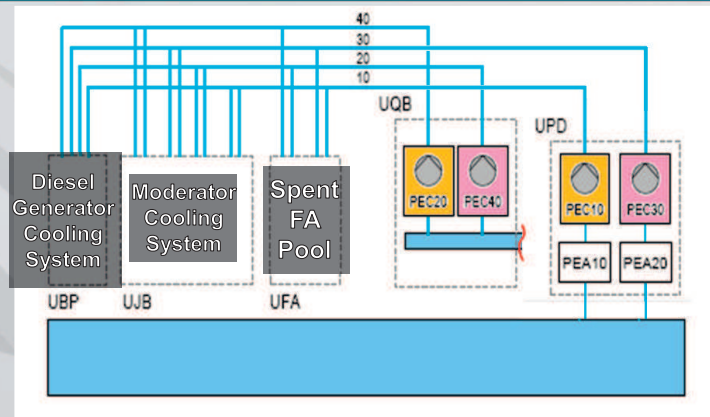 40
30
20
10
UQB
UPD
Diesel
Generator
Cooling
System
Moderator
Cooling
System
Spent
FA
Pool
PEC20
PEC40
PEC10
PEC30
PEA10
PEA20
UBP
UJB
UFA